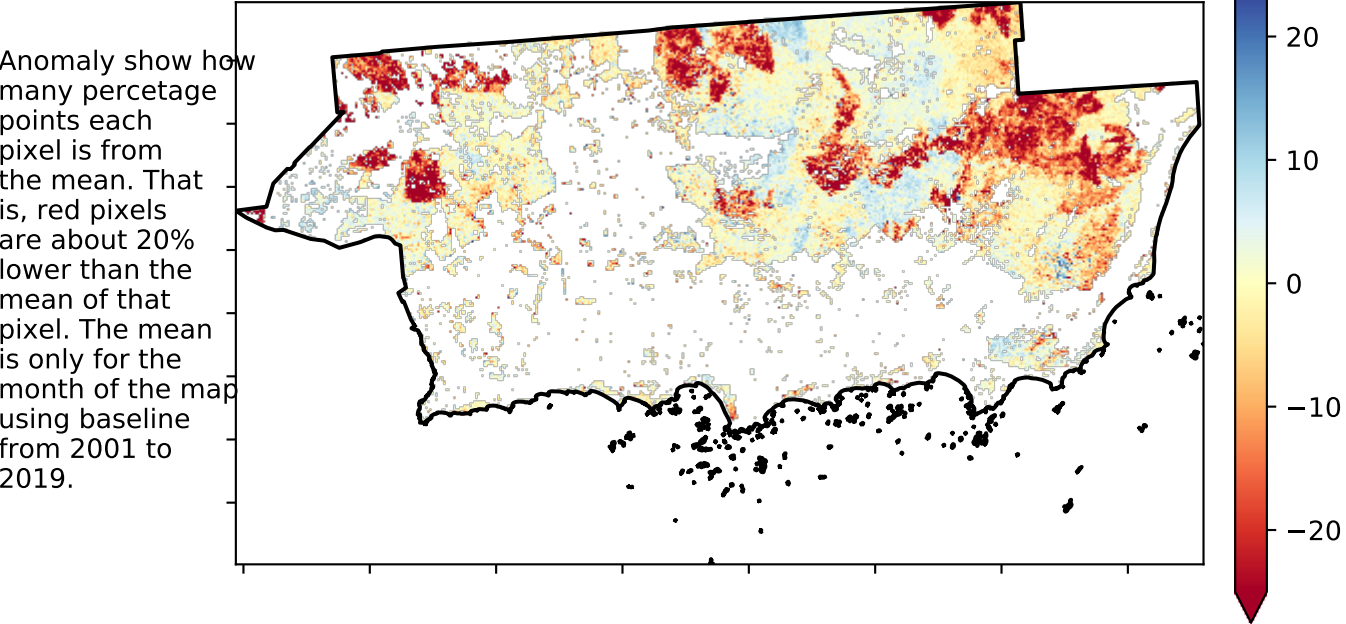 Anomaly show how
many percetage
points each
pixel is from
the mean. That
is, red pixels
are about 20%
lower than the
mean of that
pixel. The mean
is only for the
month of the map
using baseline
from 2001 to
2019.
20
10
0
−10
−20